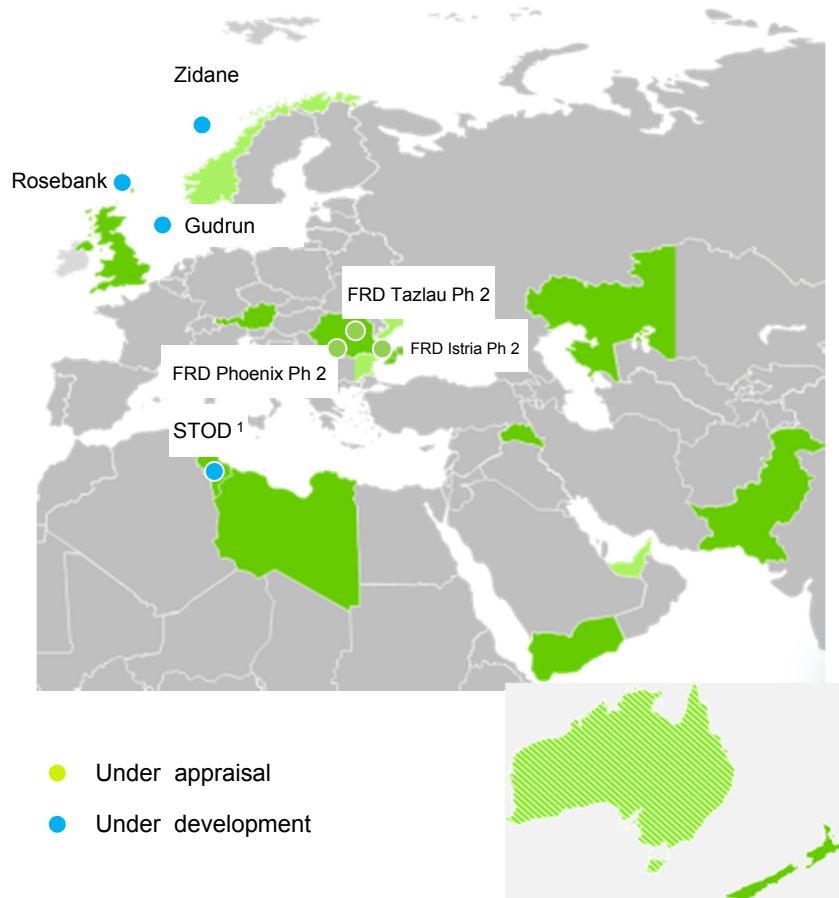 Zidane
Rosebank
Gudrun
FRD Tazlau Ph 2
FRD Istria Ph 2
FRD Phoenix Ph 2
STOD 1
Under appraisal
Under development